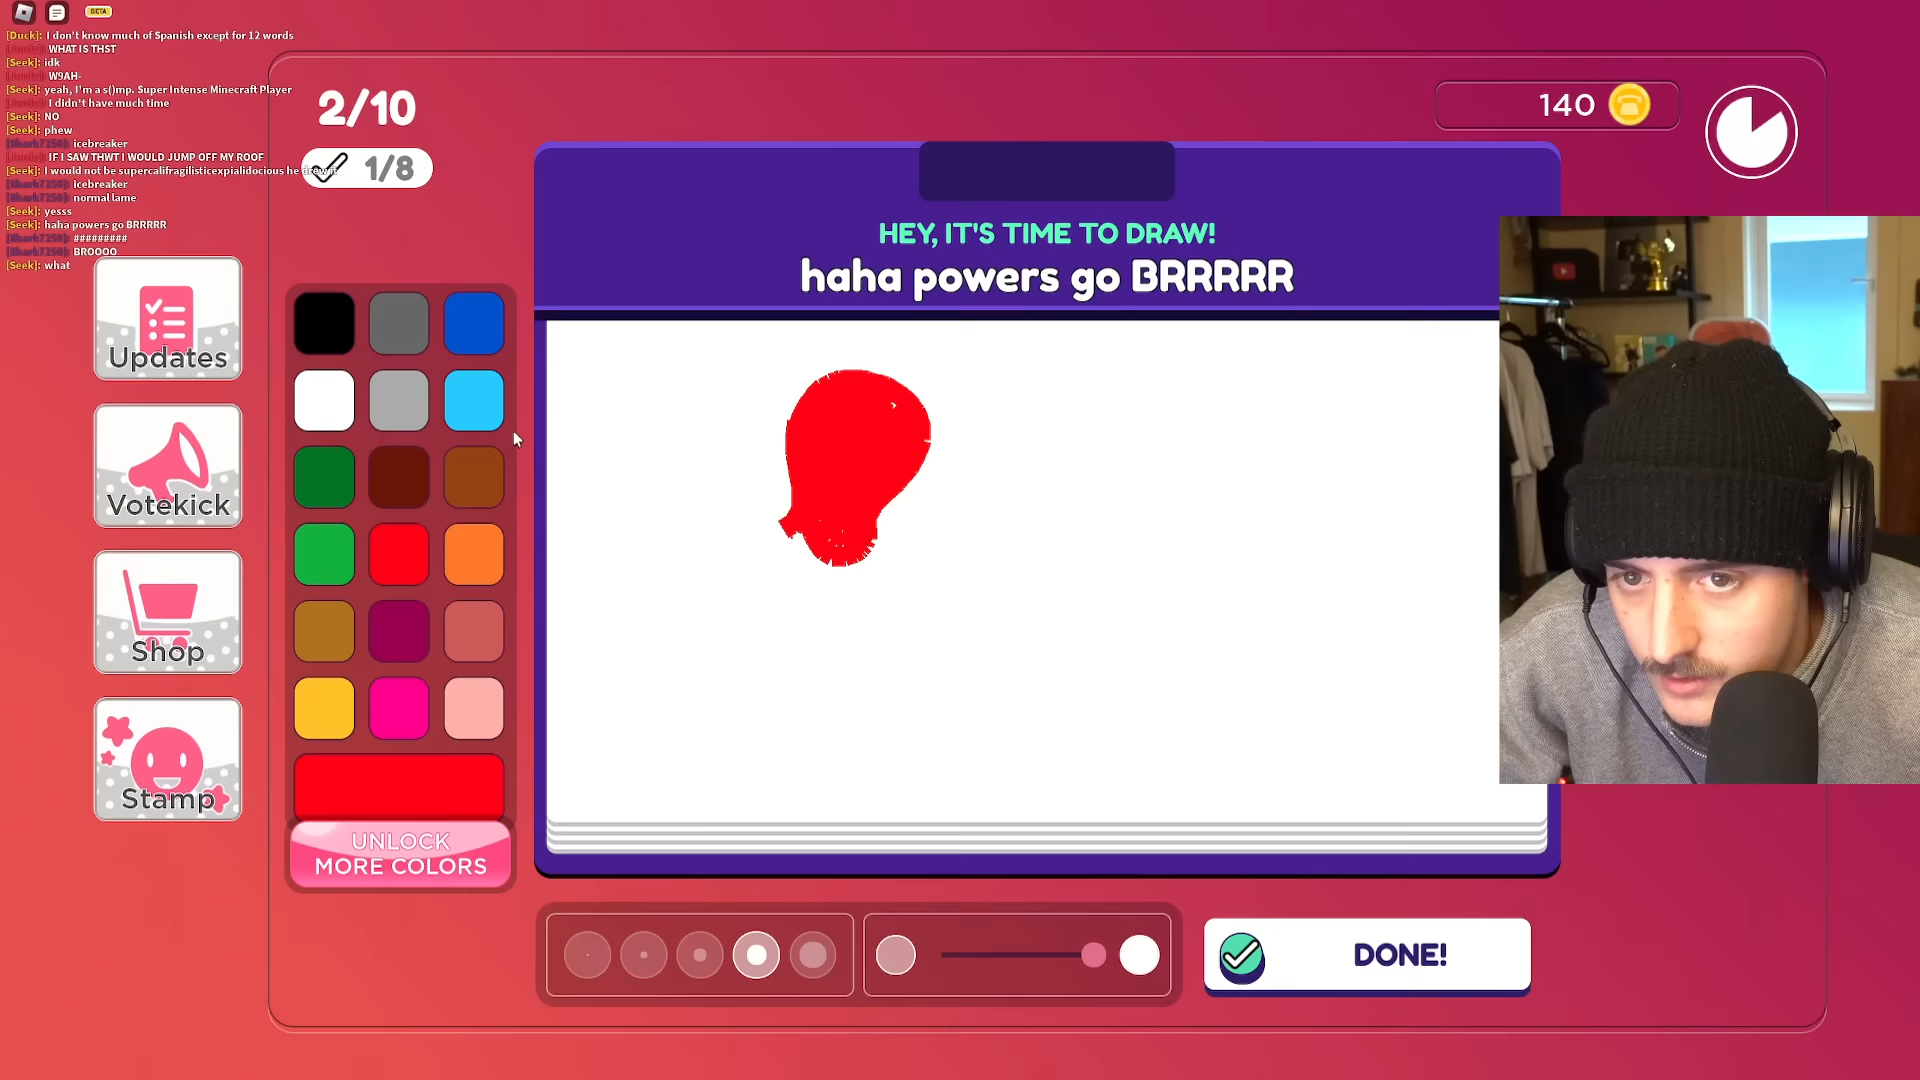 BETA
[Duck]: I don't know much of Spanish except for 12 words
WHAT IS THST
[Seek]: idk
W9AH-
[Seek]: yeah, I'm a s()mp. Super Intense Minecraft Player
I didn't have much time
[Seek]: NO
[Seek]: phew
icebreaker
IF I SAW THWT I WOULD JUMP OFF MY ROOF
[Seek]: I would not be supercalifragilisticexpialidocious he drew it
icebreaker
normal lame
[Seek]: yesss
[Seek]: haha powers go BRRRRR
#########
BROOOO
[Seek]: what
2/10
1/8
140
HEY, IT'S TIME TO DRAW!
haha powers go BRRRRR
Updates
Votekick
Shop
Stamp
UNLOCK
MORE COLORS
DONE!